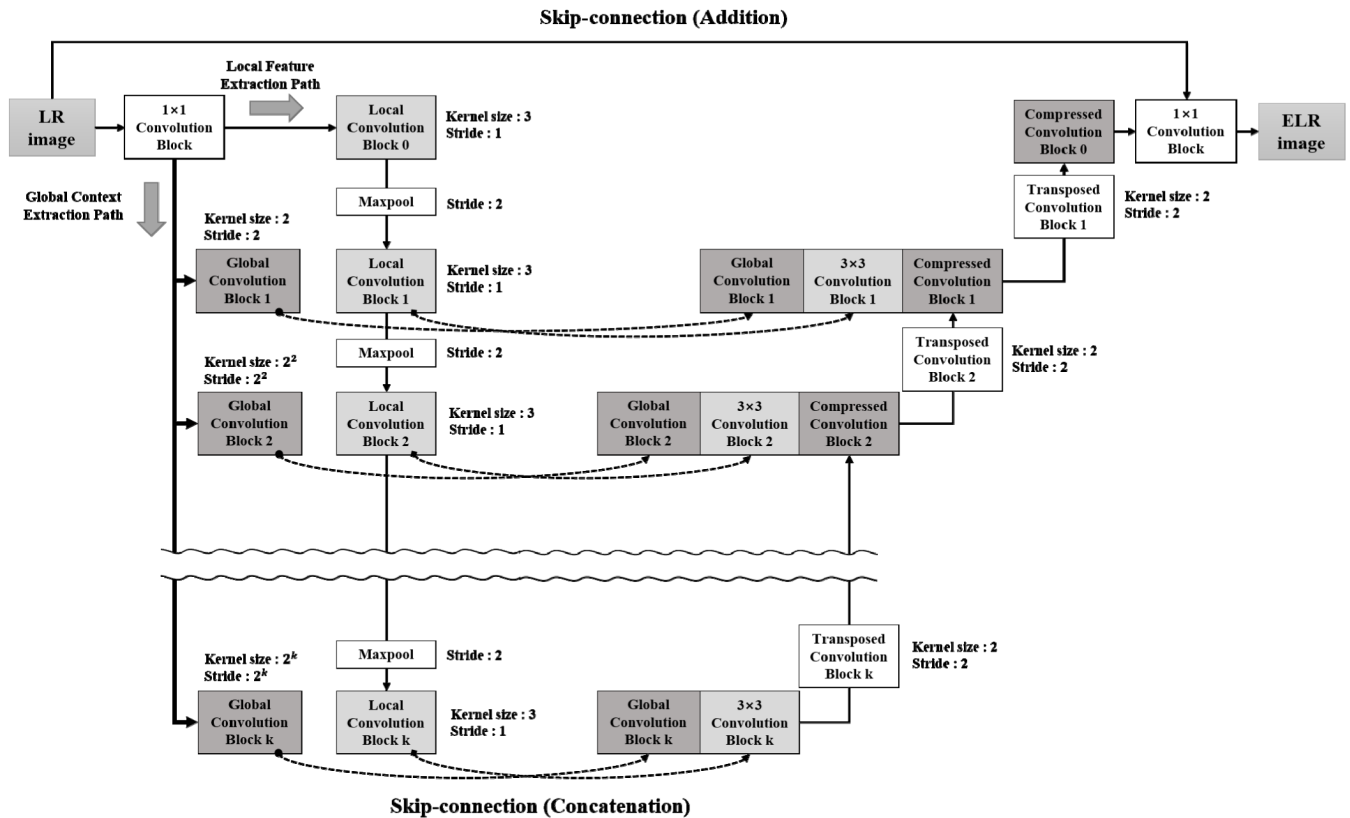 Skip-connection (Addition)
Local Feature
Extraction Path
LR
image
1×1
Convolution
Block
Local
Convolution
Block 0
Kernel size : 3
Stride : 1
Compressed
Convolution
Block 0
1×1
Convolution
Block
ELR
image
Global Context
Extraction Path
Maxpool
Stride : 2
Transposed
Convolution
Block 1
Kernel size : 2
Stride : 2
Kernel size : 2
Stride : 2
Global
Convolution
Block 1
Local
Convolution
Block 1
Kernel size : 3
Stride : 1
Global
Convolution
Block 1
3×3
Convolution
Block 1
Compressed
Convolution
Block 1
Maxpool
Stride : 2
Transposed
Convolution
Block 2
Kernel size : 2
Stride : 2
Kernel size : 2²
Stride : 2²
Global
Convolution
Block 2
Local
Convolution
Block 2
Kernel size : 3
Stride : 1
Global
Convolution
Block 2
3×3
Convolution
Block 2
Compressed
Convolution
Block 2
Maxpool
Stride : 2
Transposed
Convolution
Block k
Kernel size : 2
Stride : 2
Kernel size : 2ᵏ
Stride : 2ᵏ
Global
Convolution
Block k
Local
Convolution
Block k
Kernel size : 3
Stride : 1
Global
Convolution
Block k
3×3
Convolution
Block k
Skip-connection (Concatenation)